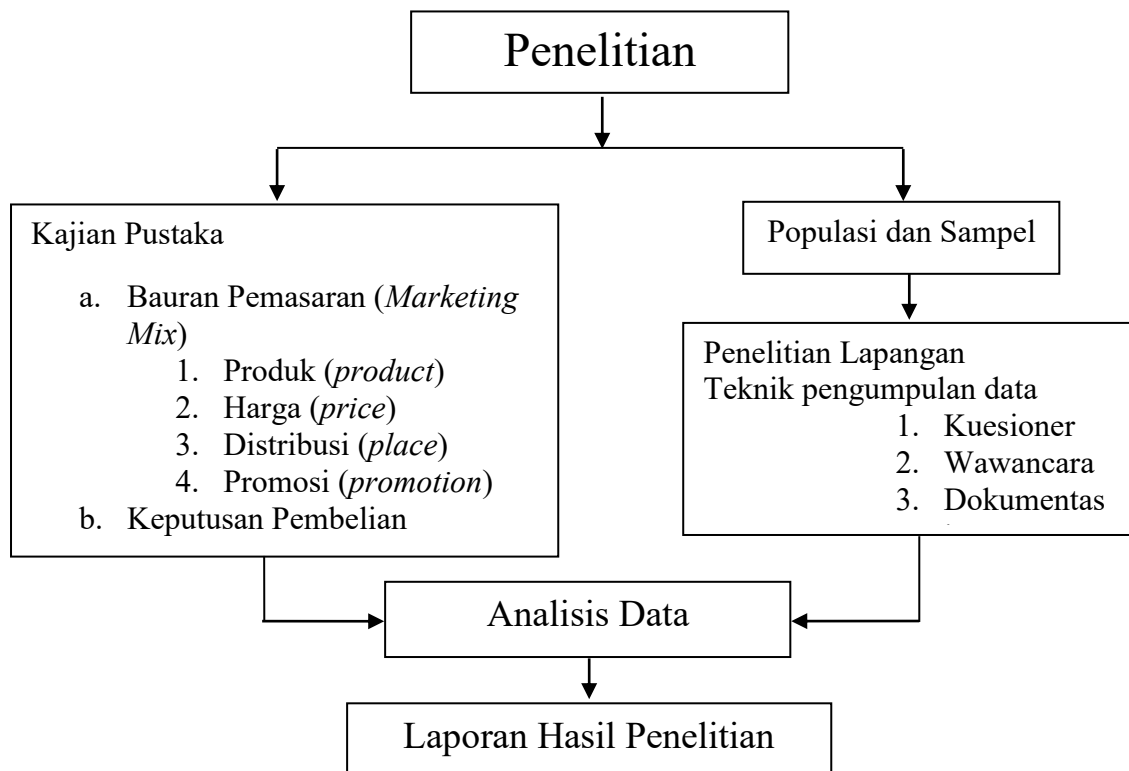 Penelitian
Kajian Pustaka
a. Bauran Pemasaran (Marketing
Mix)
1. Produk (product)
2. Harga (price)
3. Distribusi (place)
4. Promosi (promotion)
b. Keputusan Pembelian
Populasi dan Sampel
Penelitian Lapangan
Teknik pengumpulan data
1. Kuesioner
2. Wawancara
3. Dokumentas
Analisis Data
Laporan Hasil Penelitian